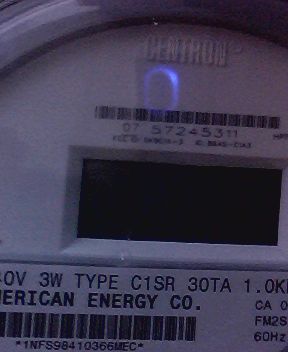 CENTRON®
07 57245311
40V 3W TYPE C1SR 30TA 1.0K
MERICAN ENERGY CO.
CA 0
FM2S
60Hz
*1NFS98410366MEC*